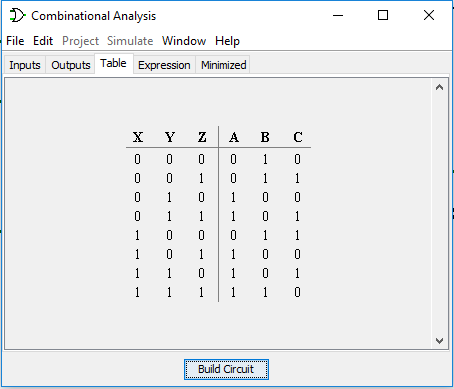 Combinational Analysis
File Edit Project Simulate Window Help
Inputs Outputs Table Expression Minimized
X Y Z A B C
0 0 0 0 1 0
0 0 1 0 1 1
0 1 0 1 0 0
0 1 1 1 0 1
1 0 0 0 1 1
1 0 1 1 0 0
1 1 0 1 0 1
1 1 1 1 1 0
Build Circuit